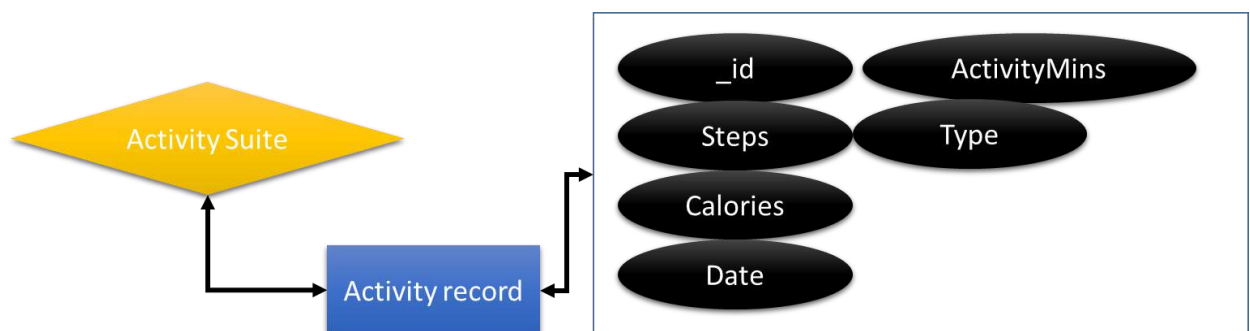 Activity Suite
Activity record
_id
ActivityMins
Steps
Type
Calories
Date